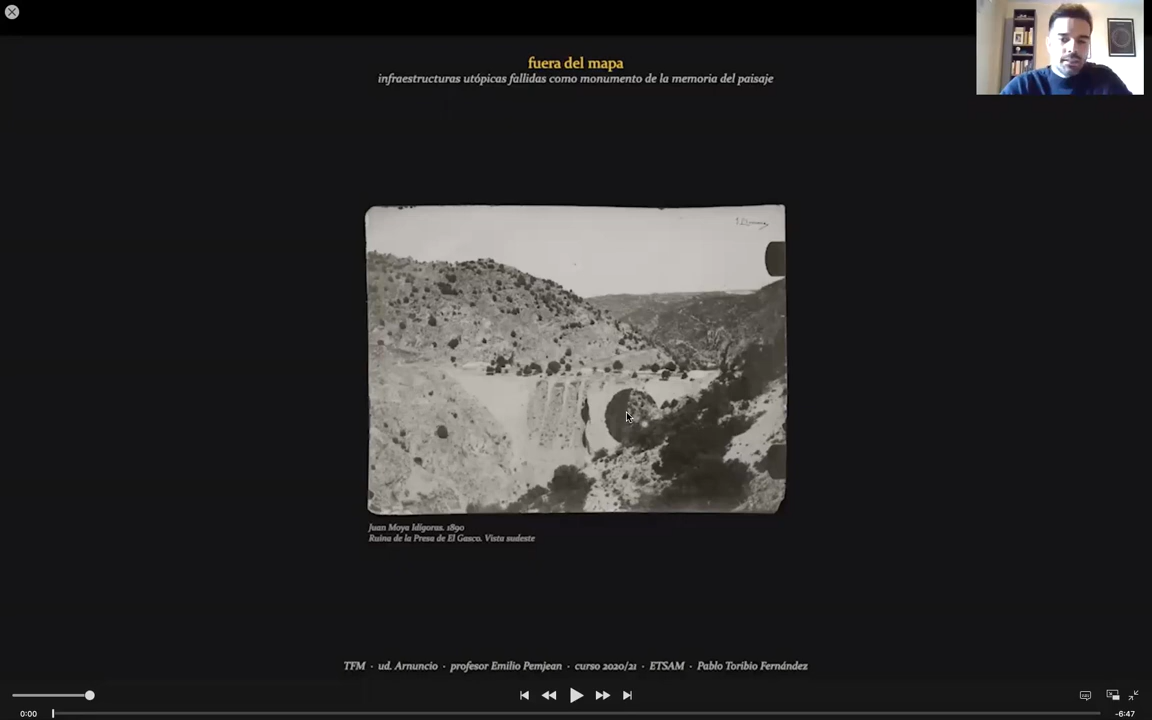 fuera del mapa
infraestructuras utópicas fallidas como monumento de la memoria del paisaje
Juan Moya Idígoras. 1890
Ruina de la Presa de El Gasco. Vista sudeste
TFM · ud. Arnuncio · profesor Emilio Pemjean · curso 2020/21 · ETSAM · Pablo Toribio Fernández
0:00
-6:47